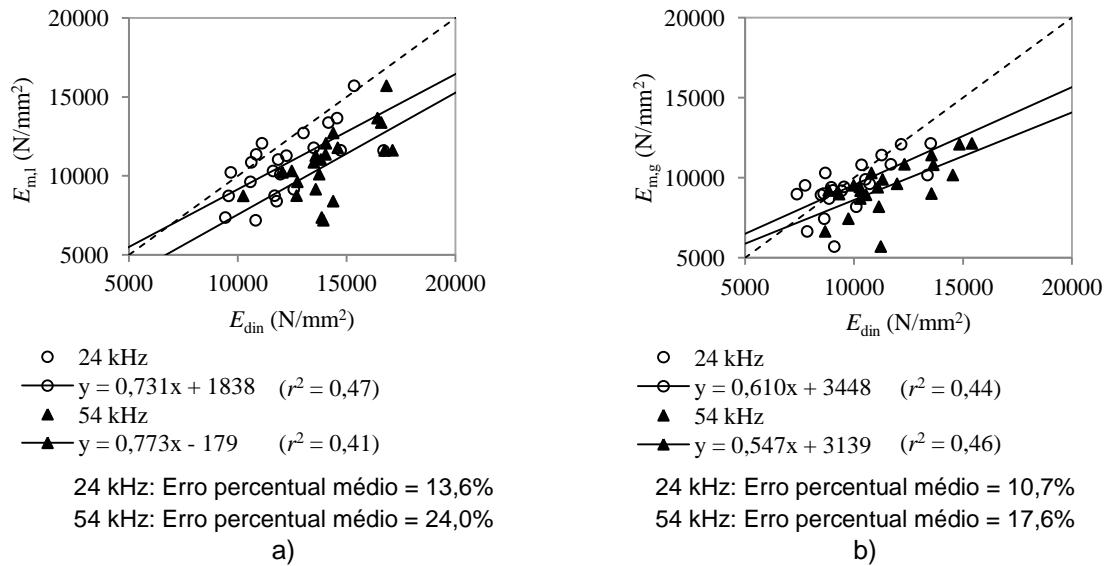 20000
15000
10000
5000
5000 10000 15000 20000
E_m,l (N/mm²)
E_din (N/mm²)
24 kHz
y = 0,731x + 1838 (r² = 0,47)
54 kHz
y = 0,773x - 179 (r² = 0,41)
24 kHz: Erro percentual médio = 13,6%
54 kHz: Erro percentual médio = 24,0%
a)
20000
15000
10000
5000
5000 10000 15000 20000
E_m,g (N/mm²)
E_din (N/mm²)
24 kHz
y = 0,610x + 3448 (r² = 0,44)
54 kHz
y = 0,547x + 3139 (r² = 0,46)
24 kHz: Erro percentual médio = 10,7%
54 kHz: Erro percentual médio = 17,6%
b)